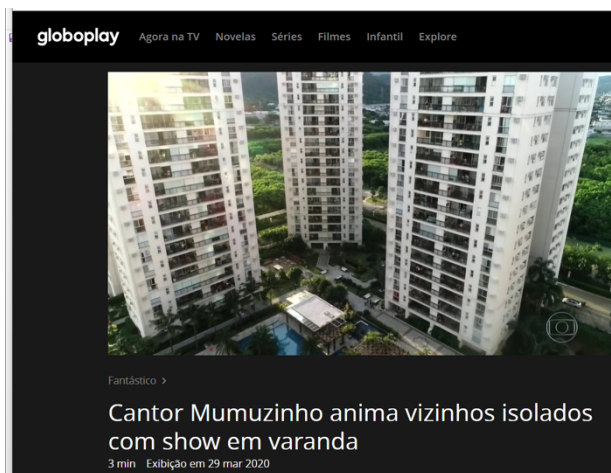 globoplay Agora na TV Novelas Séries Filmes Infantil Explore
Fantástico >
Cantor Mumuzinho anima vizinhos isolados
com show em varanda
3 min Exibição em 29 mar 2020